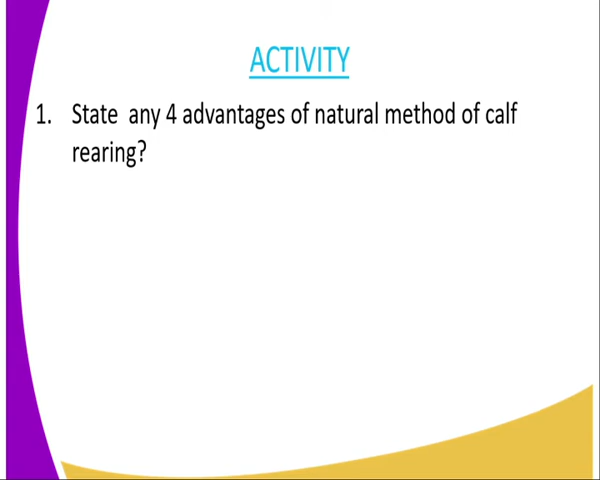 ACTIVITY
1. State any 4 advantages of natural method of calf
rearing?